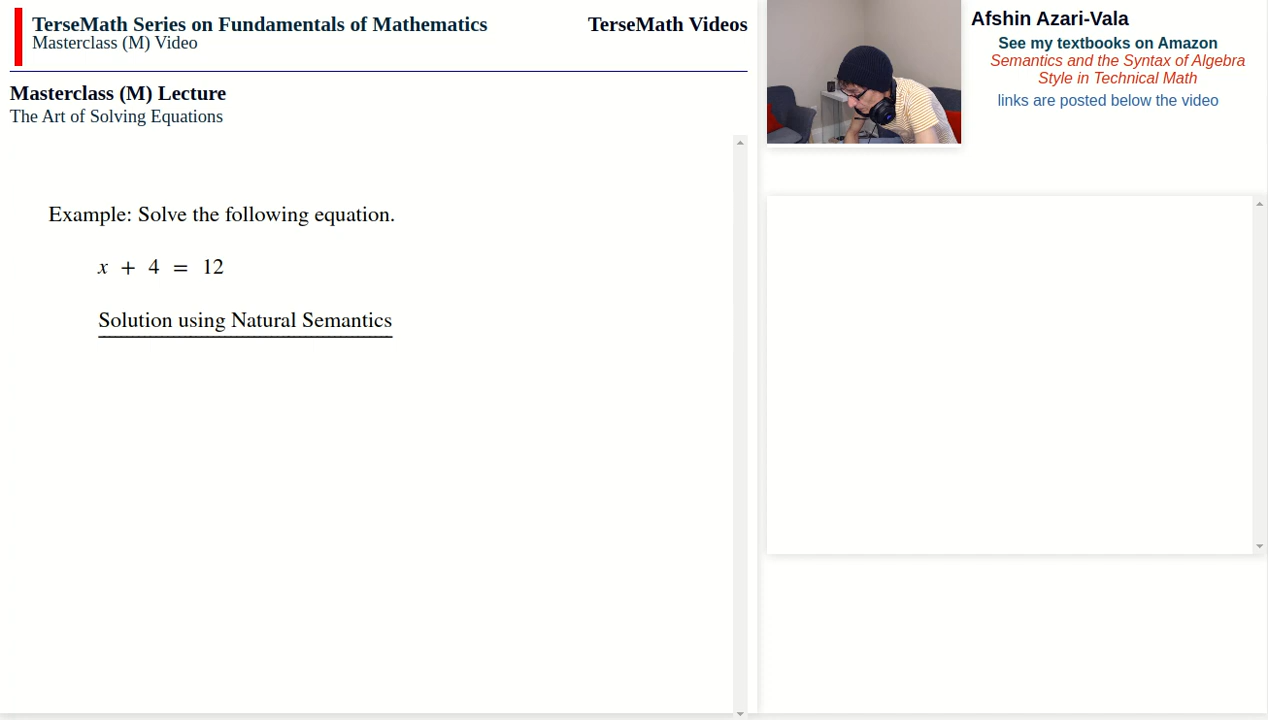 TerseMath Series on Fundamentals of Mathematics
Masterclass (M) Video
TerseMath Videos
Masterclass (M) Lecture
The Art of Solving Equations
Example: Solve the following equation.
x + 4 = 12
Solution using Natural Semantics
Afshin Azari-Vala
See my textbooks on Amazon
Semantics and the Syntax of Algebra
Style in Technical Math
links are posted below the video